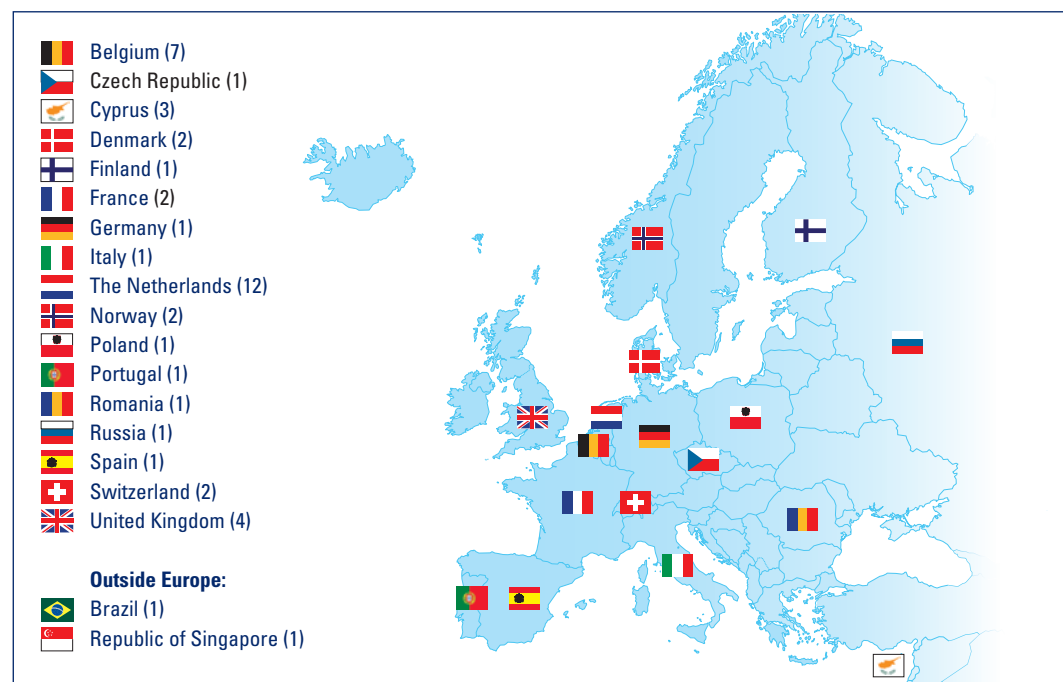 Belgium (7)
Czech Republic (1)
Cyprus (3)
Denmark (2)
Finland (1)
France (2)
Germany (1)
Italy (1)
The Netherlands (12)
Norway (2)
Poland (1)
Portugal (1)
Romania (1)
Russia (1)
Spain (1)
Switzerland (2)
United Kingdom (4)
Outside Europe:
Brazil (1)
Republic of Singapore (1)